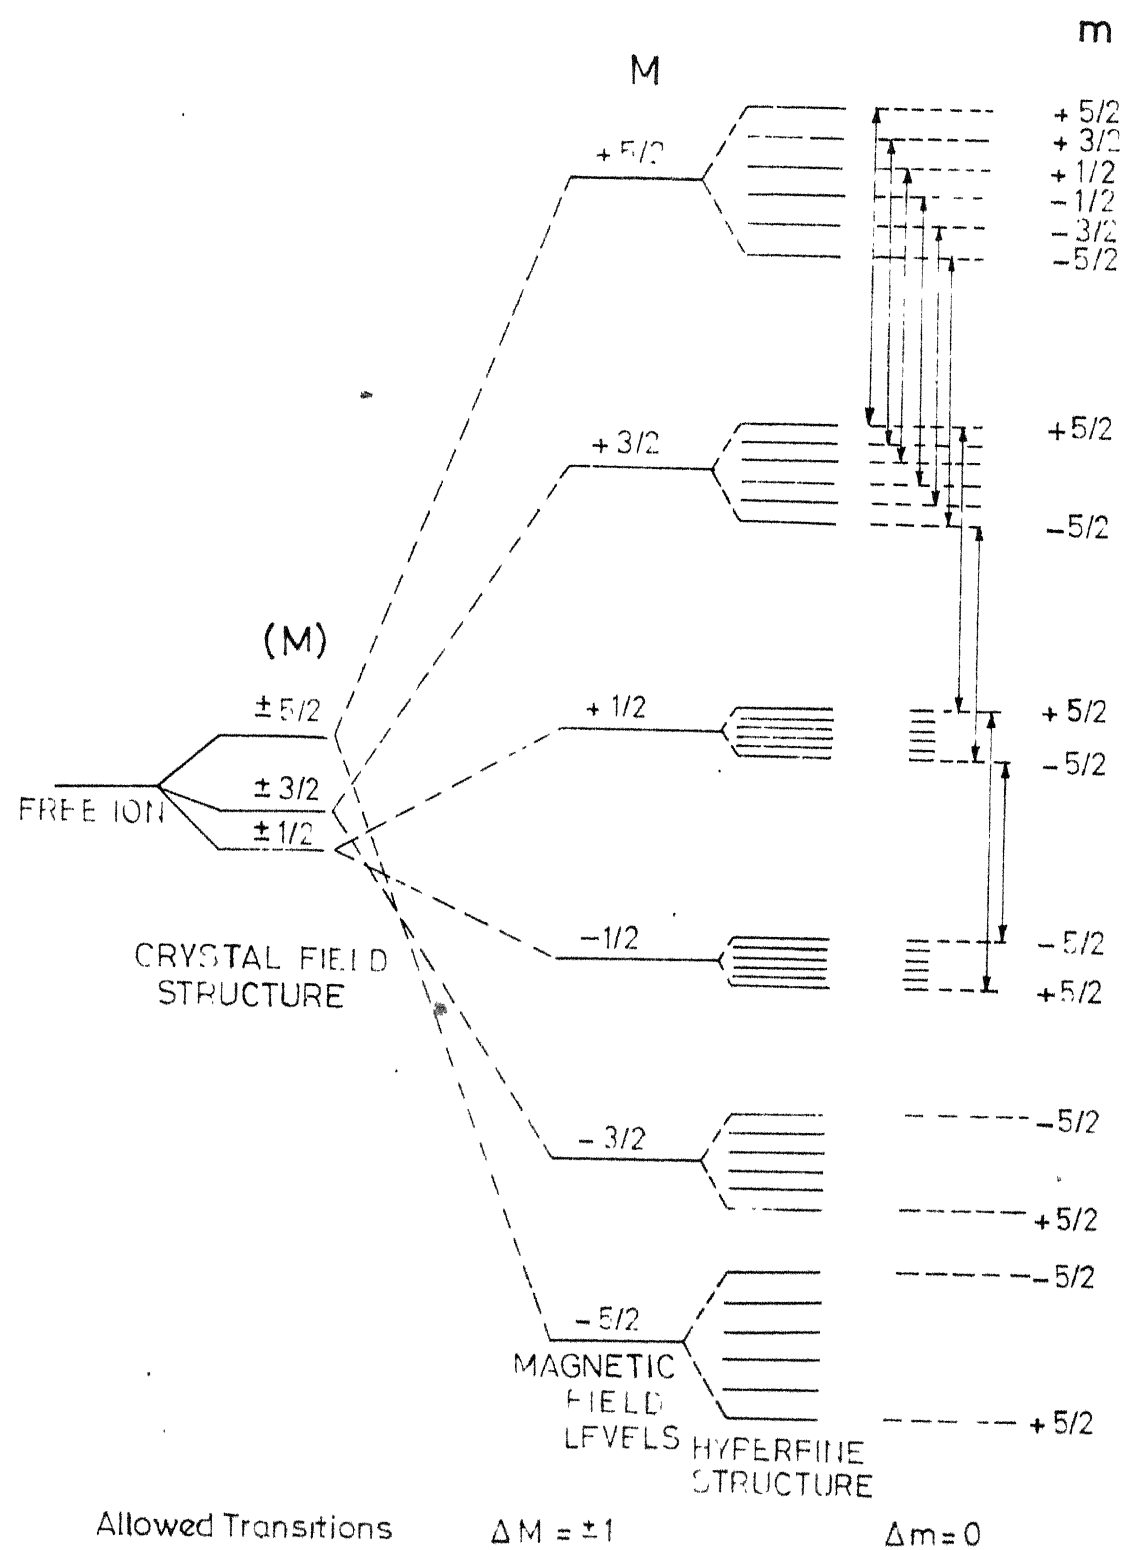 m
M
+ 5/2
+ 5/2
+ 3/2
+ 1/2
- 1/2
- 3/2
- 5/2
+ 3/2
+5/2
-5/2
(M)
± 5/2
± 3/2
± 1/2
FREE ION
+ 1/2
+ 5/2
- 5/2
CRYSTAL FIELD
STRUCTURE
-1/2
- 5/2
+5/2
- 3/2
-5/2
+5/2
- 5/2
-5/2
+5/2
MAGNETIC
FIELD
LEVELS
HYPERFINE
STRUCTURE
Allowed Transitions ΔM = ±1 Δm=0